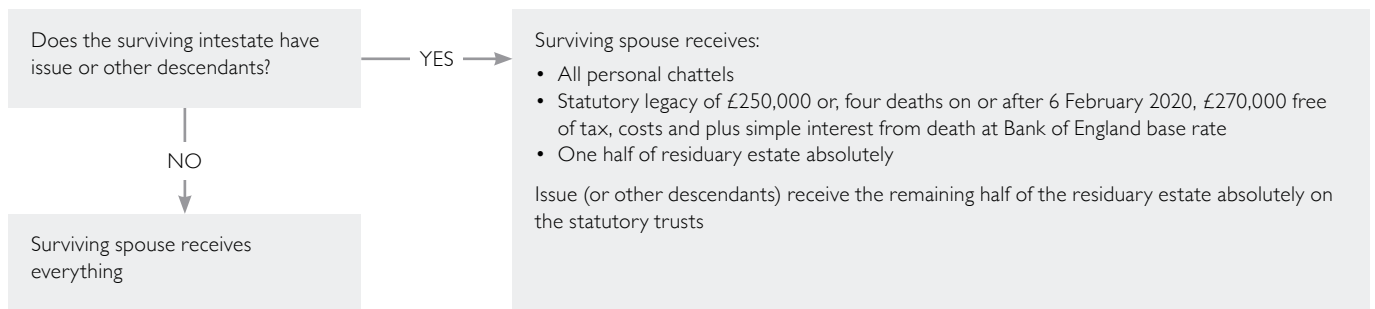 Does the surviving intestate have
issue or other descendants?
YES
Surviving spouse receives:
• All personal chattels
• Statutory legacy of £250,000 or, four deaths on or after 6 February 2020, £270,000 free
of tax, costs and plus simple interest from death at Bank of England base rate
• One half of residuary estate absolutely
Issue (or other descendants) receive the remaining half of the residuary estate absolutely on
the statutory trusts
NO
Surviving spouse receives
everything